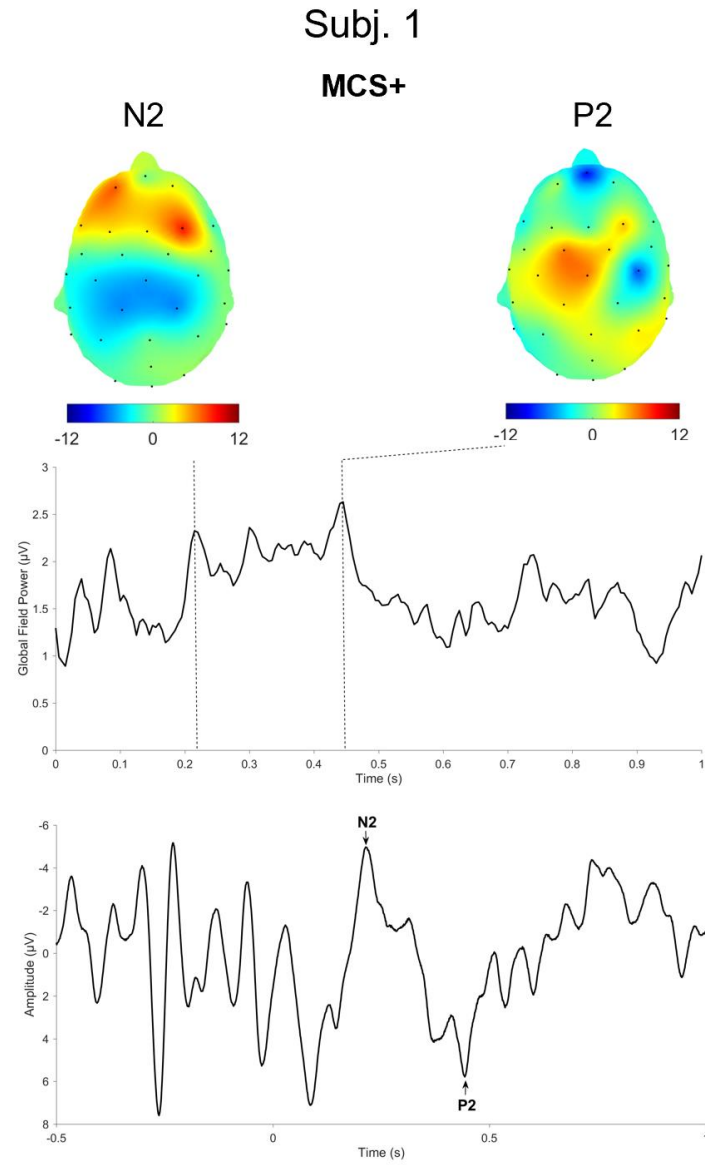 Subj. 1
MCS+
N2 P2
-12 0 12 -12 0 12
3
2.5
2
1.5
1
0.5
0
Global Field Power (µV)
0 0.1 0.2 0.3 0.4 0.5 0.6 0.7 0.8 0.9 1
Time (s)
N2
-6
-4
-2
0
2
4
6
8
Amplitude (µV)
P2
-0.5 0 0.5 1
Time (s)